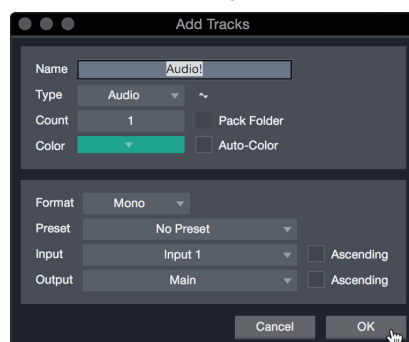 Add Tracks
Name Audio!
Type Audio
Count 1 Pack Folder
Color Auto-Color
Format Mono
Preset No Preset
Input Input 1 Ascending
Output Main Ascending
Cancel OK